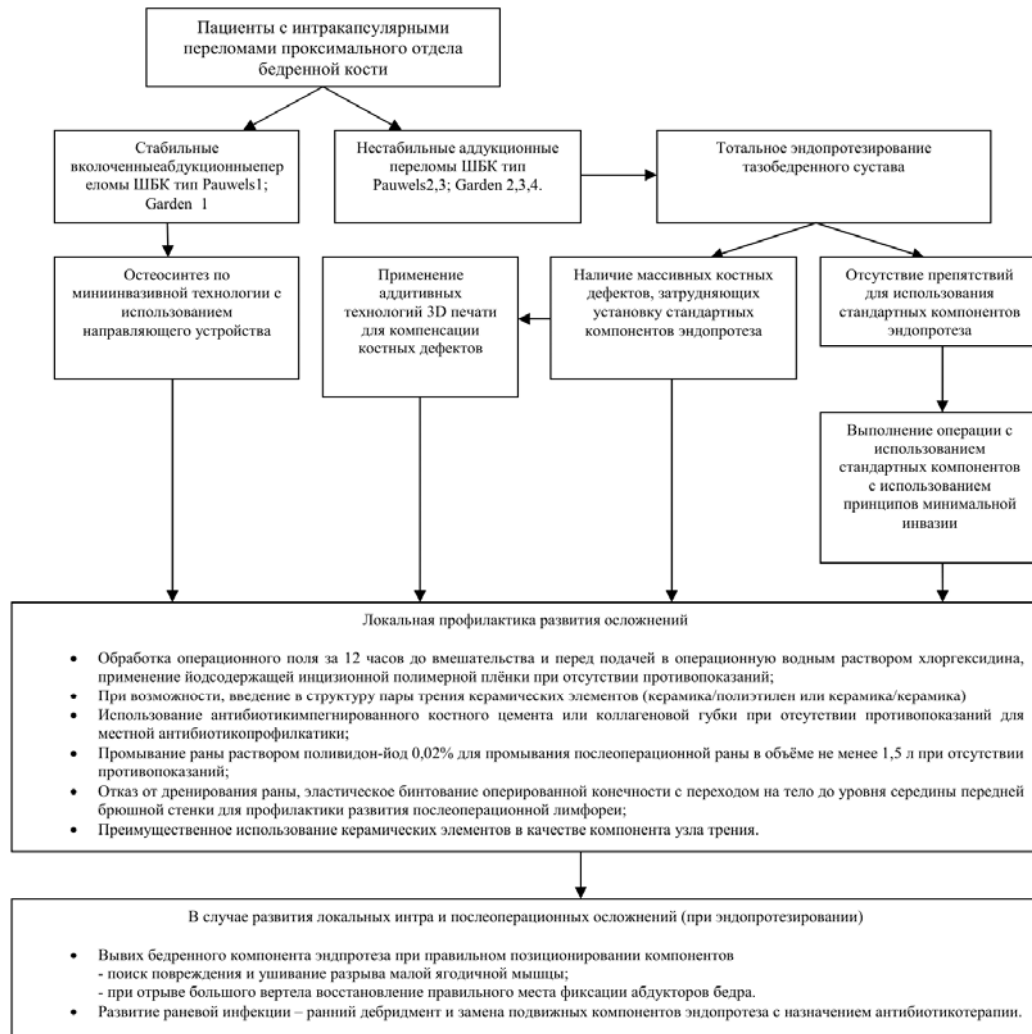 Пациенты с интракапсулярными
переломами проксимального отдела
бедренной кости
Стабильные
вколоченныеабдукционныепер
еломы ШБК тип Pauwels1;
Garden 1
Нестабильные аддукционные
переломы ШБК тип
Pauwels2,3; Garden 2,3,4.
Тотальное эндопротезирование
тазобедренного сустава
Остеосинтез по
миниинвазивной технологии с
использованием
направляющего устройства
Применение
аддитивных
технологий 3D печати
для компенсации
костных дефектов
Наличие массивных костных
дефектов, затрудняющих
установку стандартных
компонентов эндопротеза
Отсутствие препятствий
для использования
стандартных компонентов
эндопротеза
Выполнение операции с
использованием
стандартных компонентов
с использованием
принципов минимальной
инвазии
Локальная профилактика развития осложнений
• Обработка операционного поля за 12 часов до вмешательства и перед подачей в операционную водным раствором хлоргексидина,
применение йодсодержащей инцизионной полимерной плёнки при отсутствии противопоказаний;
• При возможности, введение в структуру пары трения керамических элементов (керамика/полиэтилен или керамика/керамика)
• Использование антибиотикимпегнированного костного цемента или коллагеновой губки при отсутствии противопоказаний для
местной антибиотикопрофилкатики;
• Промывание раны раствором поливидон-йод 0,02% для промывания послеоперационной раны в объёме не менее 1,5 л при отсутствии
противопоказаний;
• Отказ от дренирования раны, эластическое бинтование оперированной конечности с переходом на тело до уровня середины передней
брюшной стенки для профилактики развития послеоперационной лимфореи;
• Преимущественное использование керамических элементов в качестве компонента узла трения.
В случае развития локальных интра и послеоперационных осложнений (при эндопротезировании)
• Вывих бедренного компонента эндпротеза при правильном позиционировании компонентов
- поиск повреждения и ушивание разрыва малой ягодичной мышцы;
- при отрыве большого вертела восстановление правильного места фиксации абдукторов бедра.
• Развитие раневой инфекции – ранний дебридмент и замена подвижных компонентов эндопротеза с назначением антибиотикотерапии.